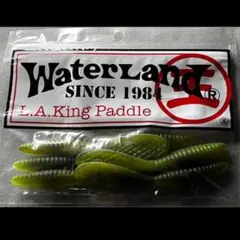 WaterLand
SINCE 1984
®
L.A.King Paddle